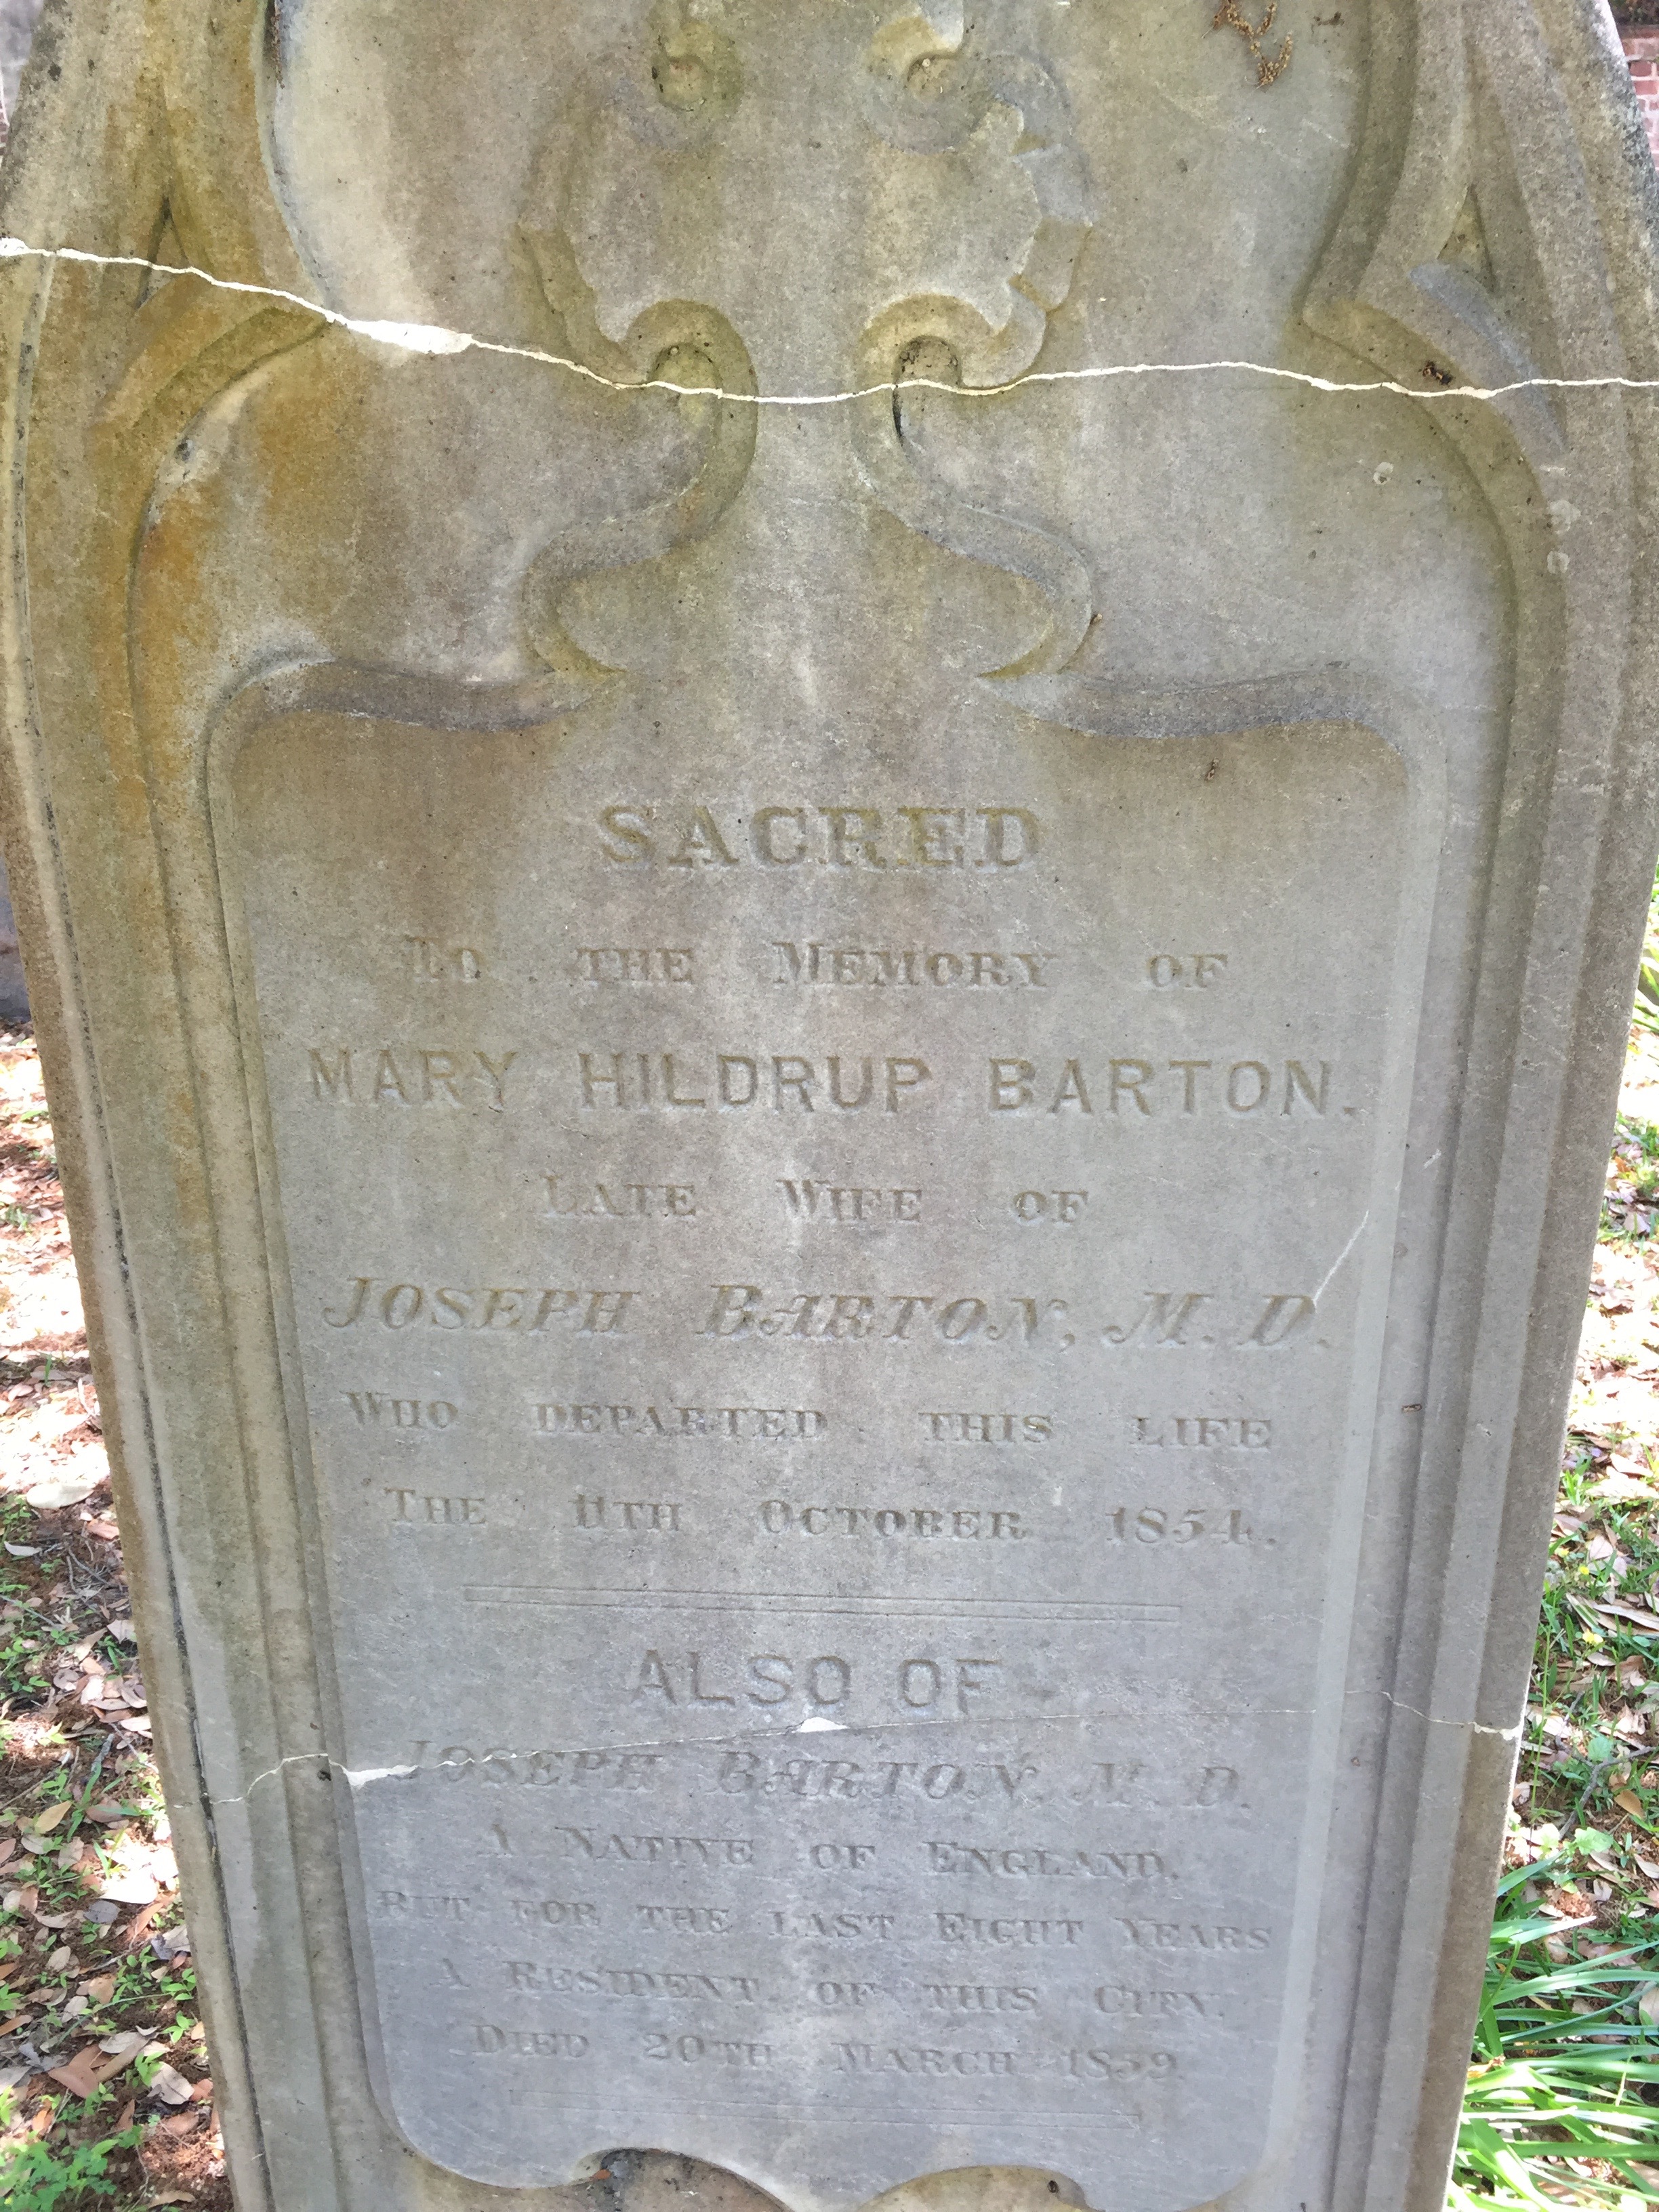 SACRED
TO THE MEMORY OF
MARY HILDRUP BARTON.
LATE WIFE OF
JOSEPH BARTON, M. D.
WHO DEPARTED THIS LIFE
THE 11TH OCTOBER 1854.
ALSO OF
JOSEPH BARTON, M. D.
A NATIVE OF ENGLAND,
BUT FOR THE LAST EIGHT YEARS
A RESIDENT OF THIS CITY,
DIED 20TH MARCH 1859.